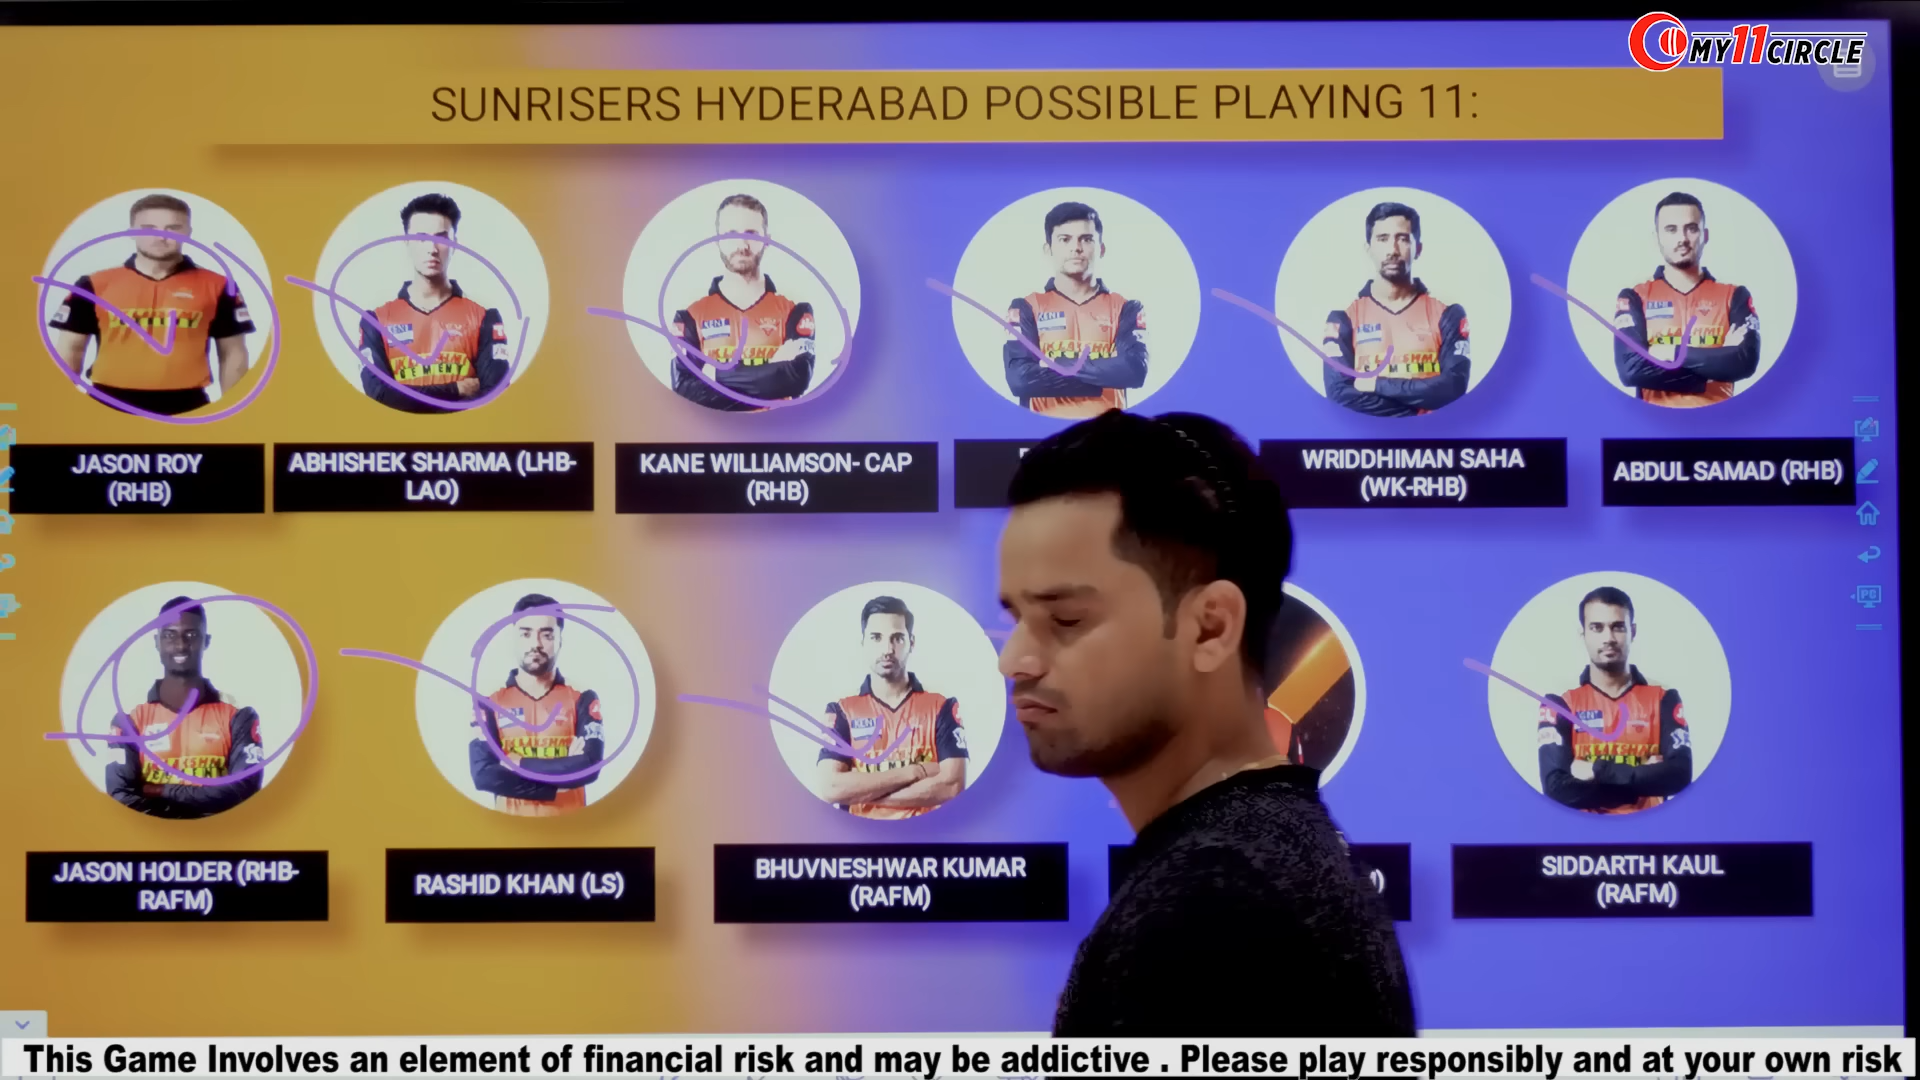 MY11CIRCLE
SUNRISERS HYDERABAD POSSIBLE PLAYING 11:
JASON ROY
(RHB)
ABHISHEK SHARMA (LHB-
LAO)
KANE WILLIAMSON- CAP
(RHB)
WRIDDHIMAN SAHA
(WK-RHB)
ABDUL SAMAD (RHB)
JASON HOLDER (RHB-
RAFM)
RASHID KHAN (LS)
BHUVNESHWAR KUMAR
(RAFM)
SIDDARTH KAUL
(RAFM)
This Game Involves an element of financial risk and may be addictive . Please play responsibly and at your own risk